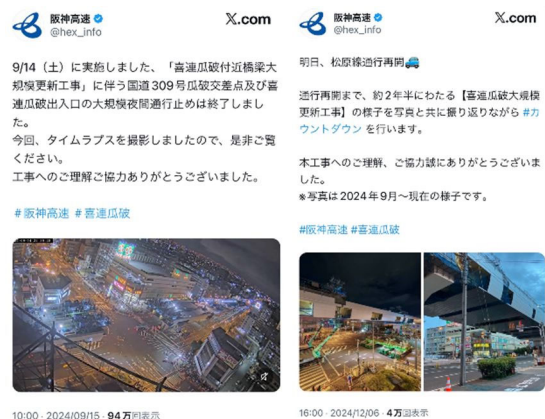 阪神高速
@hex_info
X.com
9/14（土）に実施しました、「喜連瓜破付近橋梁大
規模更新工事」に伴う国道309号瓜破交差点及び喜
連瓜破出入口の大規模夜間通行止めは終了しまし
た。
今回、タイムラプスを撮影しましたので、是非ご覧
ください。
工事へのご理解ご協力ありがとうございました。
#阪神高速 #喜連瓜破
10:00 · 2024/09/15 · 94万回表示
阪神高速
@hex_info
X.com
明日、松原線通行再開🚙
通行再開まで、約2年半にわたる【喜連瓜破大規模
更新工事】の様子を写真と共に振り返りながら #カ
ウントダウン を行います。
本工事へのご理解、ご協力誠にありがとうございま
した。
※写真は2024年9月〜現在の様子です。
#阪神高速 #喜連瓜破
16:00 · 2024/12/06 · 4万回表示